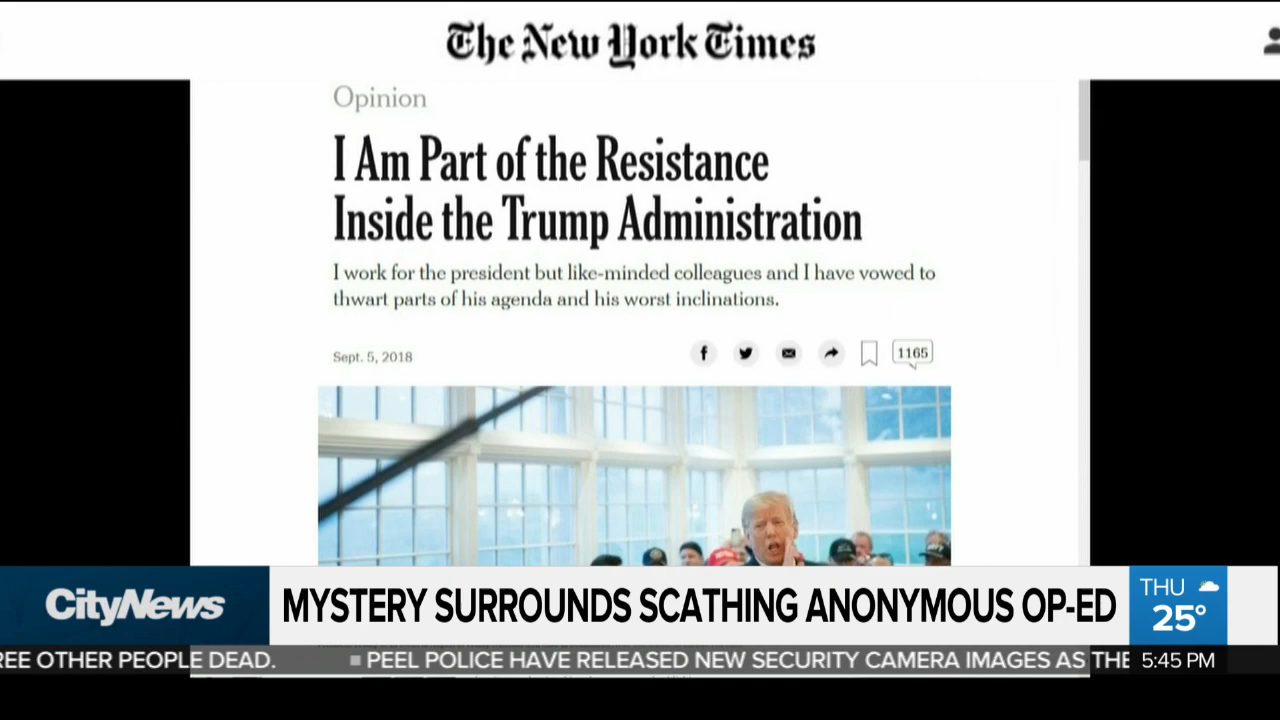 The New York Times
Opinion
I Am Part of the Resistance
Inside the Trump Administration
I work for the president but like-minded colleagues and I have vowed to
thwart parts of his agenda and his worst inclinations.
Sept. 5, 2018
1165
CityNews
MYSTERY SURROUNDS SCATHING ANONYMOUS OP-ED
THU
25°
REE OTHER PEOPLE DEAD. ▪ PEEL POLICE HAVE RELEASED NEW SECURITY CAMERA IMAGES AS THE
5:45 PM